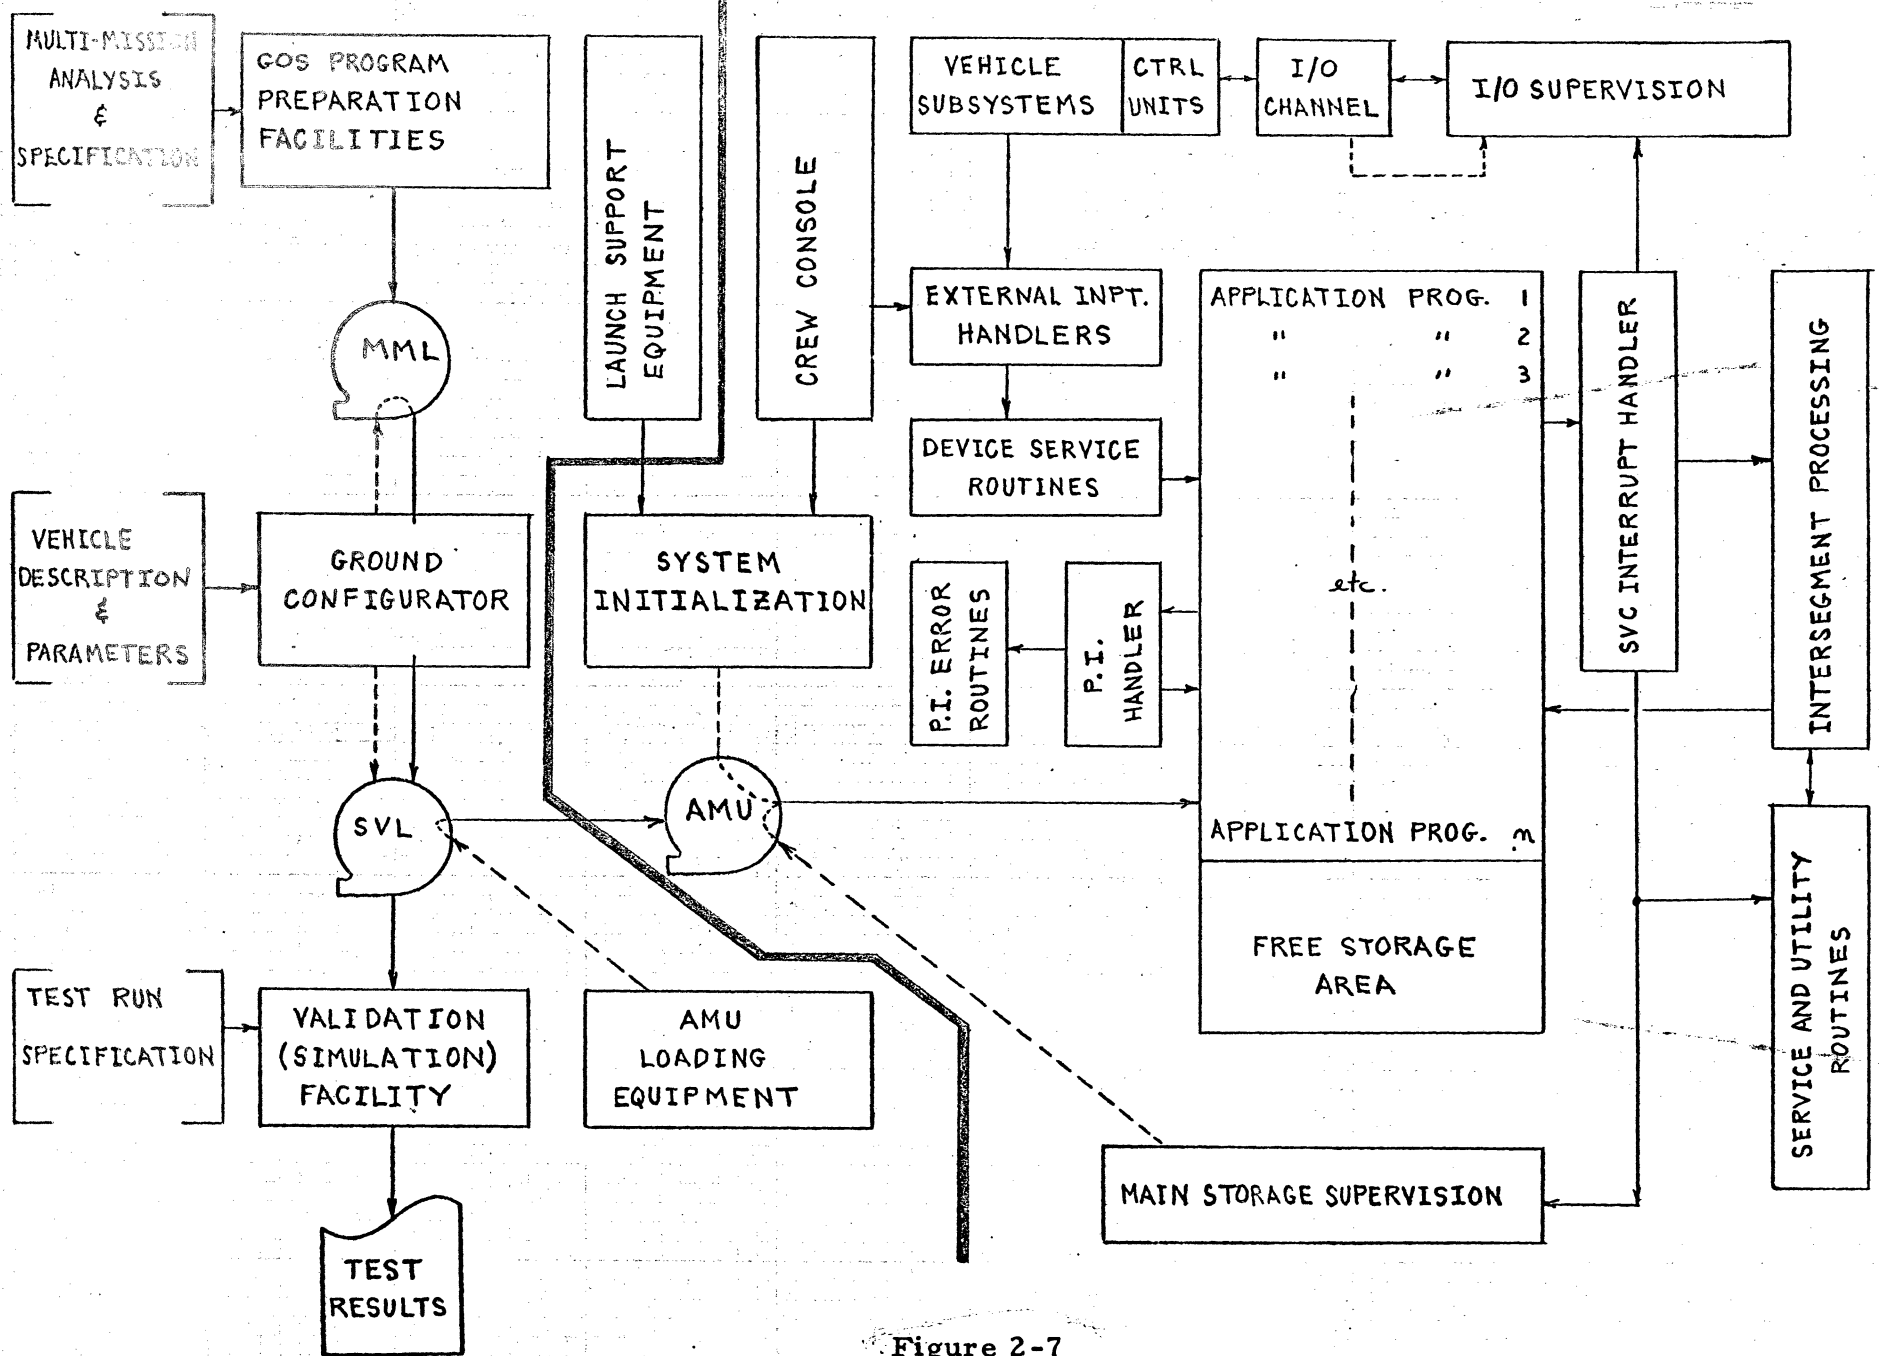 MULTI-MISSION
ANALYSIS
&
SPECIFICATION
GOS PROGRAM
PREPARATION
FACILITIES
MML
VEHICLE
DESCRIPTION
&
PARAMETERS
GROUND
CONFIGURATOR
SVL
TEST RUN
SPECIFICATION
VALIDATION
(SIMULATION)
FACILITY
TEST
RESULTS
LAUNCH SUPPORT
EQUIPMENT
CREW CONSOLE
SYSTEM
INITIALIZATION
AMU
AMU
LOADING
EQUIPMENT
VEHICLE
SUBSYSTEMS
CTRL
UNITS
I/O
CHANNEL
I/O SUPERVISION
EXTERNAL INPT.
HANDLERS
DEVICE SERVICE
ROUTINES
P.I. ERROR
ROUTINES
P.I.
HANDLER
APPLICATION PROG. 1
" " 2
" " 3
etc.
APPLICATION PROG. n
FREE STORAGE
AREA
SVC INTERRUPT HANDLER
INTERSEGMENT PROCESSING
SERVICE AND UTILITY
ROUTINES
MAIN STORAGE SUPERVISION
Figure 2-7